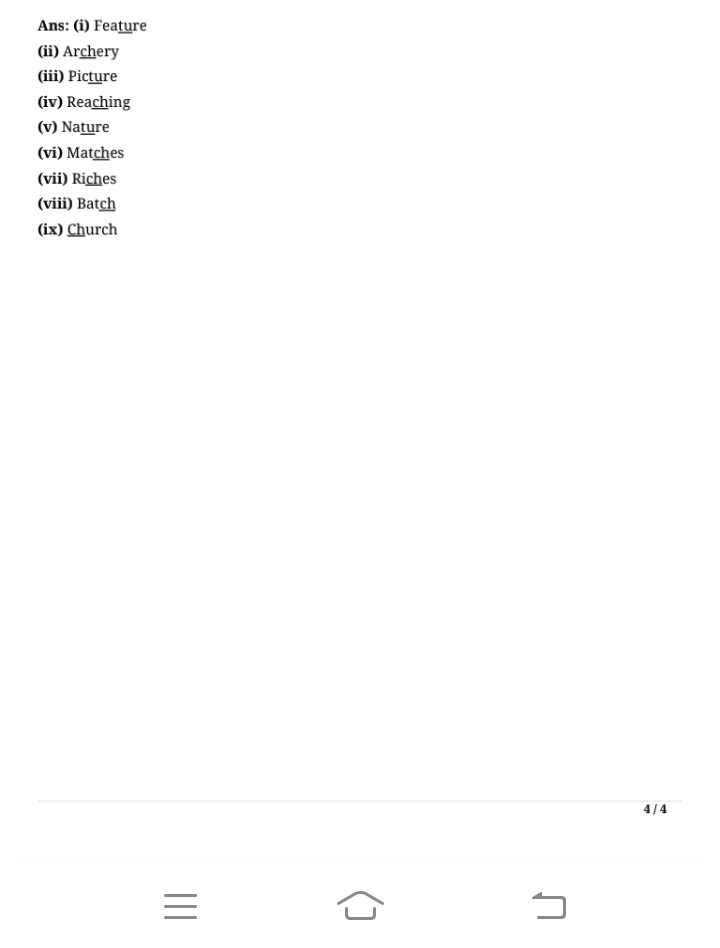 Ans: (i) Feature
(ii) Archery
(iii) Picture
(iv) Reaching
(v) Nature
(vi) Matches
(vii) Riches
(viii) Batch
(ix) Church
4 / 4